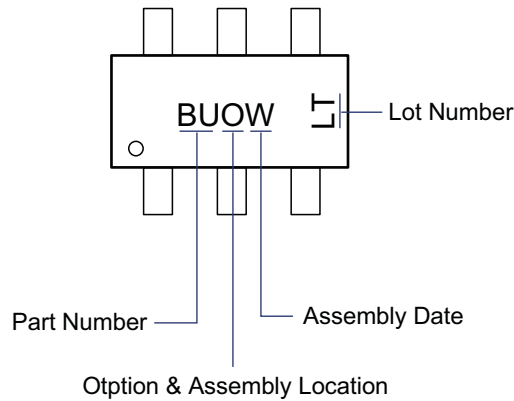 BUOW
LT
Lot Number
Part Number
Assembly Date
Otption & Assembly Location